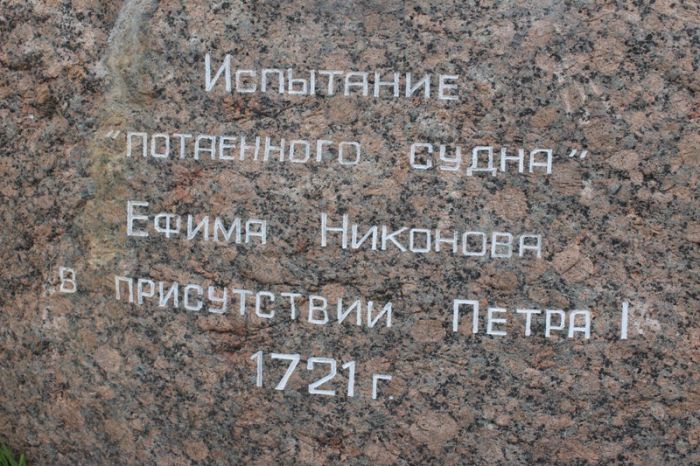 Испытание
"потаенного судна"
Ефима Никонова
в присутствии Петра I
1721 г.